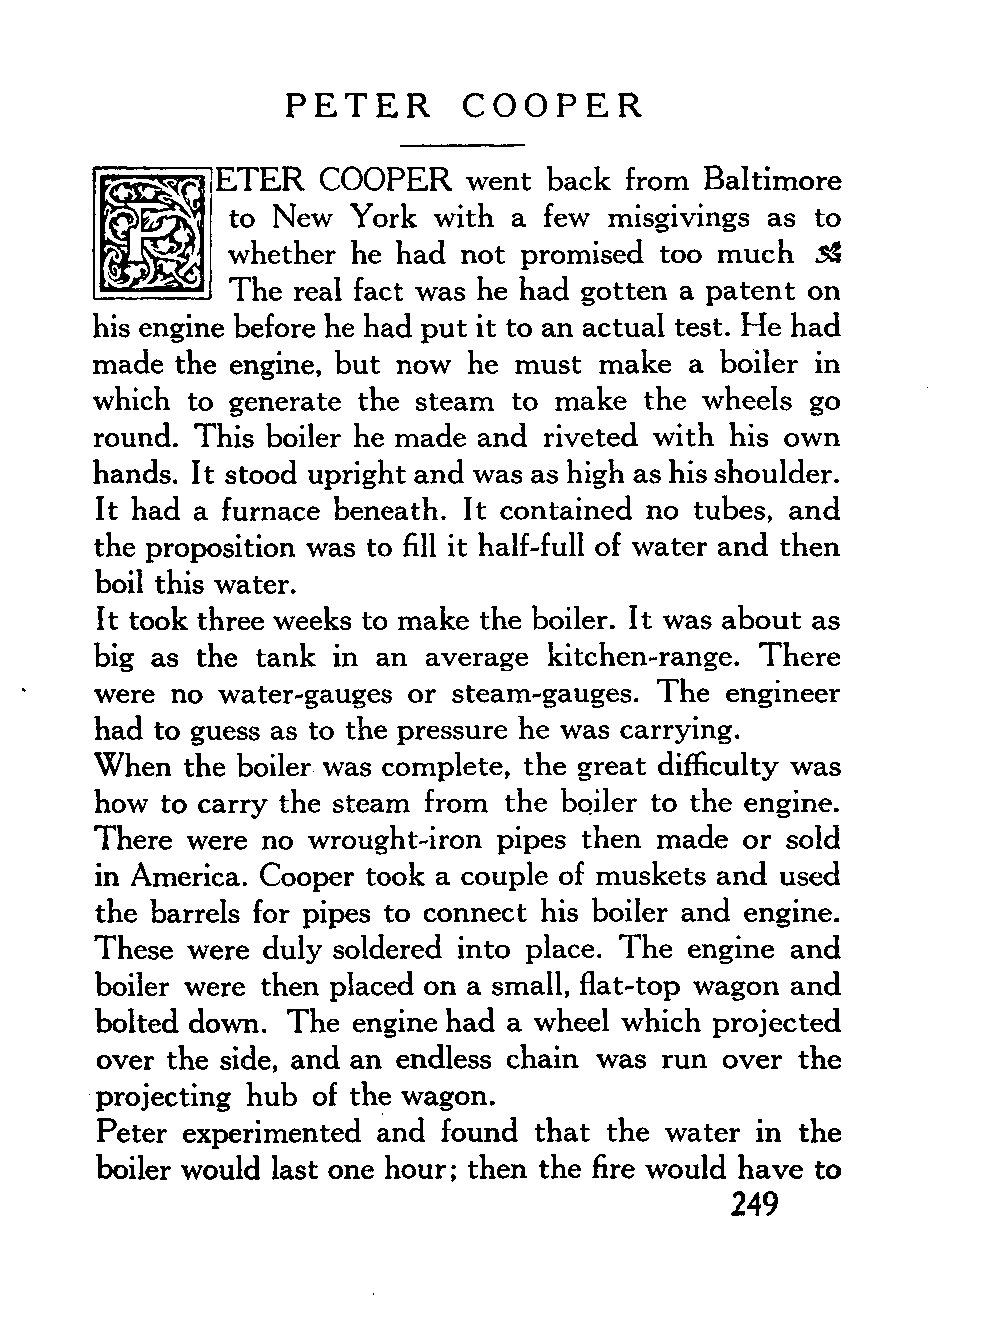 PETER COOPER
PETER COOPER went back from Baltimore
to New York with a few misgivings as to
whether he had not promised too much
The real fact was he had gotten a patent on
his engine before he had put it to an actual test. He had
made the engine, but now he must make a boiler in
which to generate the steam to make the wheels go
round. This boiler he made and riveted with his own
hands. It stood upright and was as high as his shoulder.
It had a furnace beneath. It contained no tubes, and
the proposition was to fill it half-full of water and then
boil this water.
It took three weeks to make the boiler. It was about as
big as the tank in an average kitchen-range. There
were no water-gauges or steam-gauges. The engineer
had to guess as to the pressure he was carrying.
When the boiler was complete, the great difficulty was
how to carry the steam from the boiler to the engine.
There were no wrought-iron pipes then made or sold
in America. Cooper took a couple of muskets and used
the barrels for pipes to connect his boiler and engine.
These were duly soldered into place. The engine and
boiler were then placed on a small, flat-top wagon and
bolted down. The engine had a wheel which projected
over the side, and an endless chain was run over the
projecting hub of the wagon.
Peter experimented and found that the water in the
boiler would last one hour; then the fire would have to
249